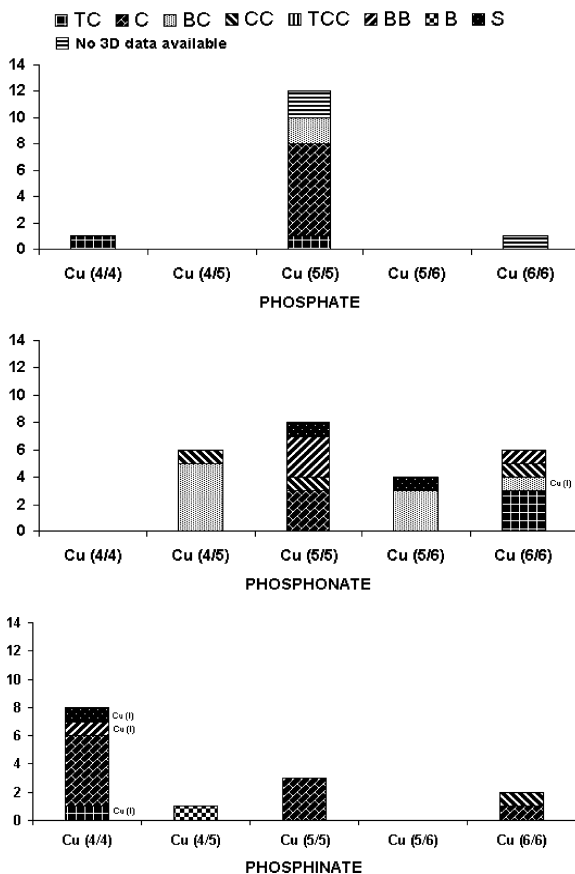 TC C BC CC TCC BB B S
No 3D data available
14
12
10
8
6
4
2
0
Cu (4/4) Cu (4/5) Cu (5/5) Cu (5/6) Cu (6/6)
PHOSPHATE
14
12
10
8
6
4
2
0
Cu (I)
Cu (4/4) Cu (4/5) Cu (5/5) Cu (5/6) Cu (6/6)
PHOSPHONATE
14
12
10
8
6
4
2
0
Cu (I)
Cu (I)
Cu (I)
Cu (4/4) Cu (4/5) Cu (5/5) Cu (5/6) Cu (6/6)
PHOSPHINATE